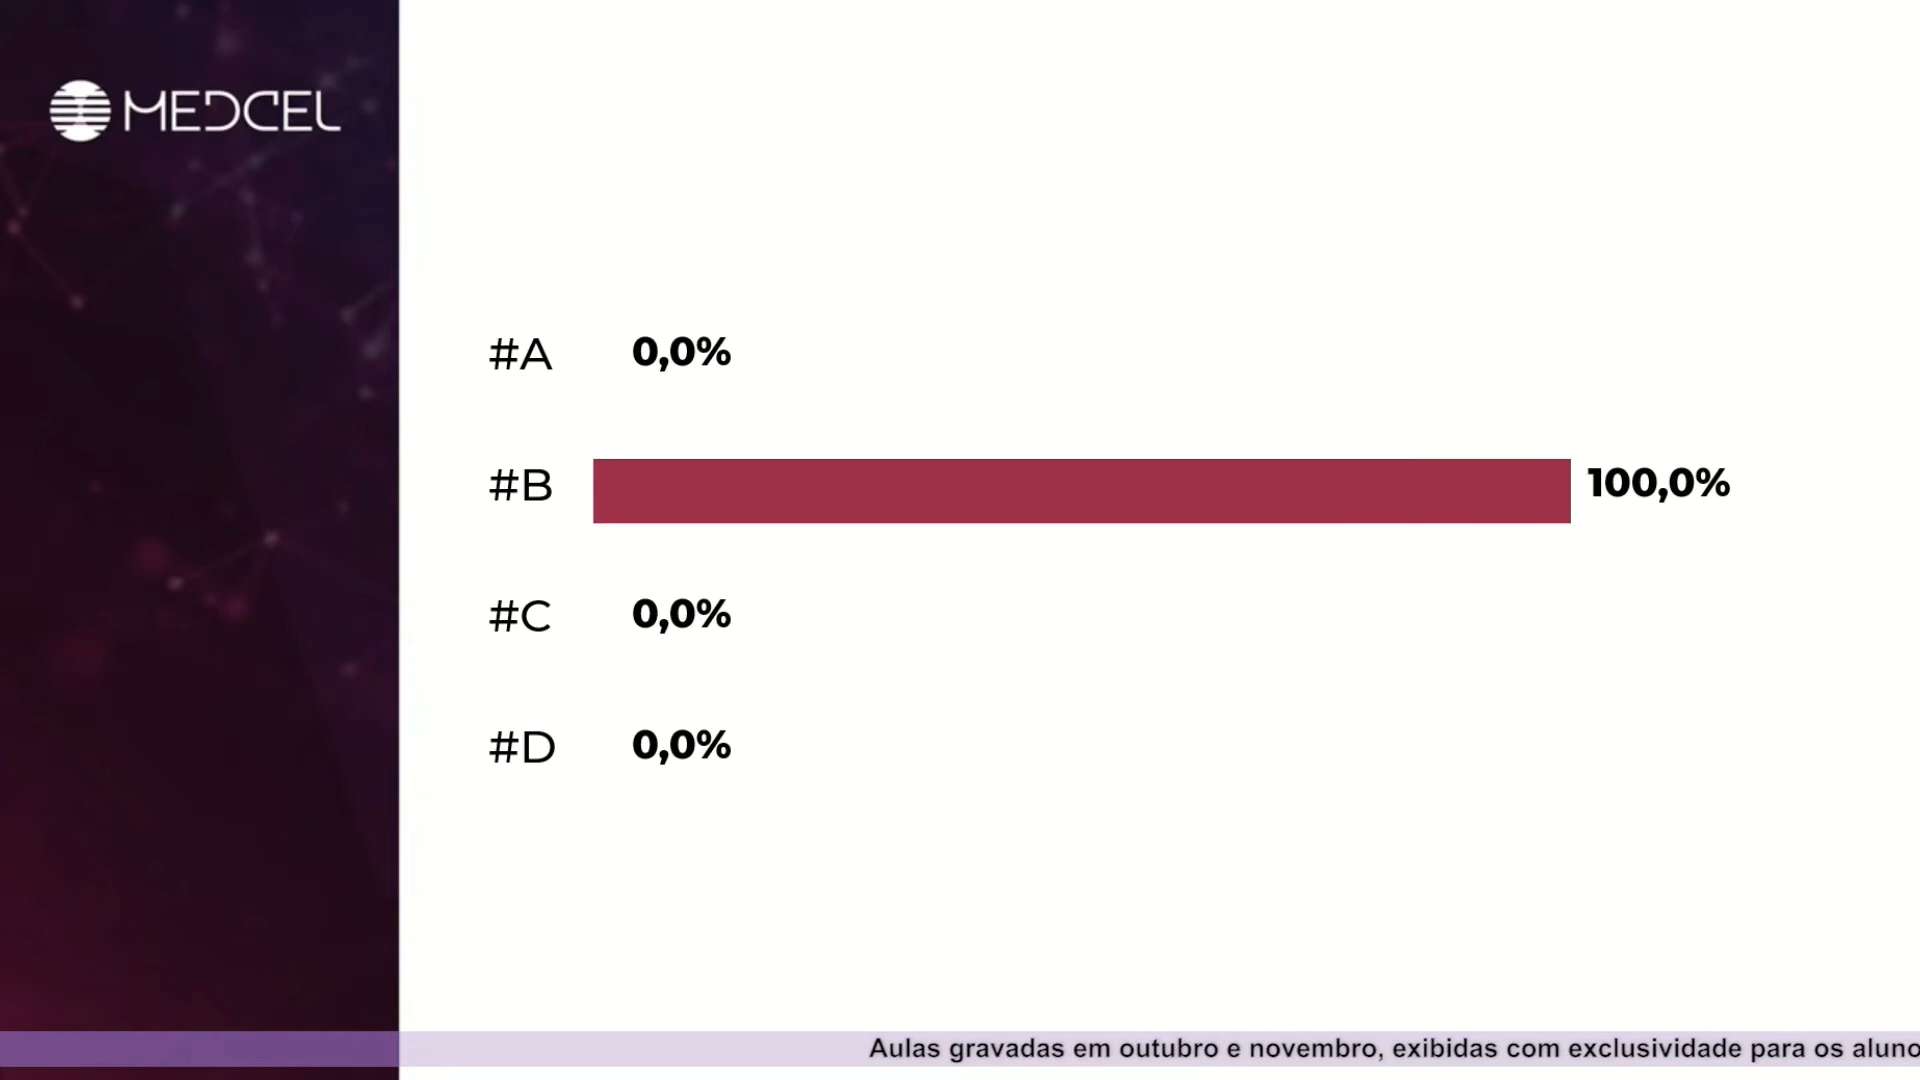 MEDCEL
#A 0,0%
#B 100,0%
#C 0,0%
#D 0,0%
Aulas gravadas em outubro e novembro, exibidas com exclusividade para os aluno